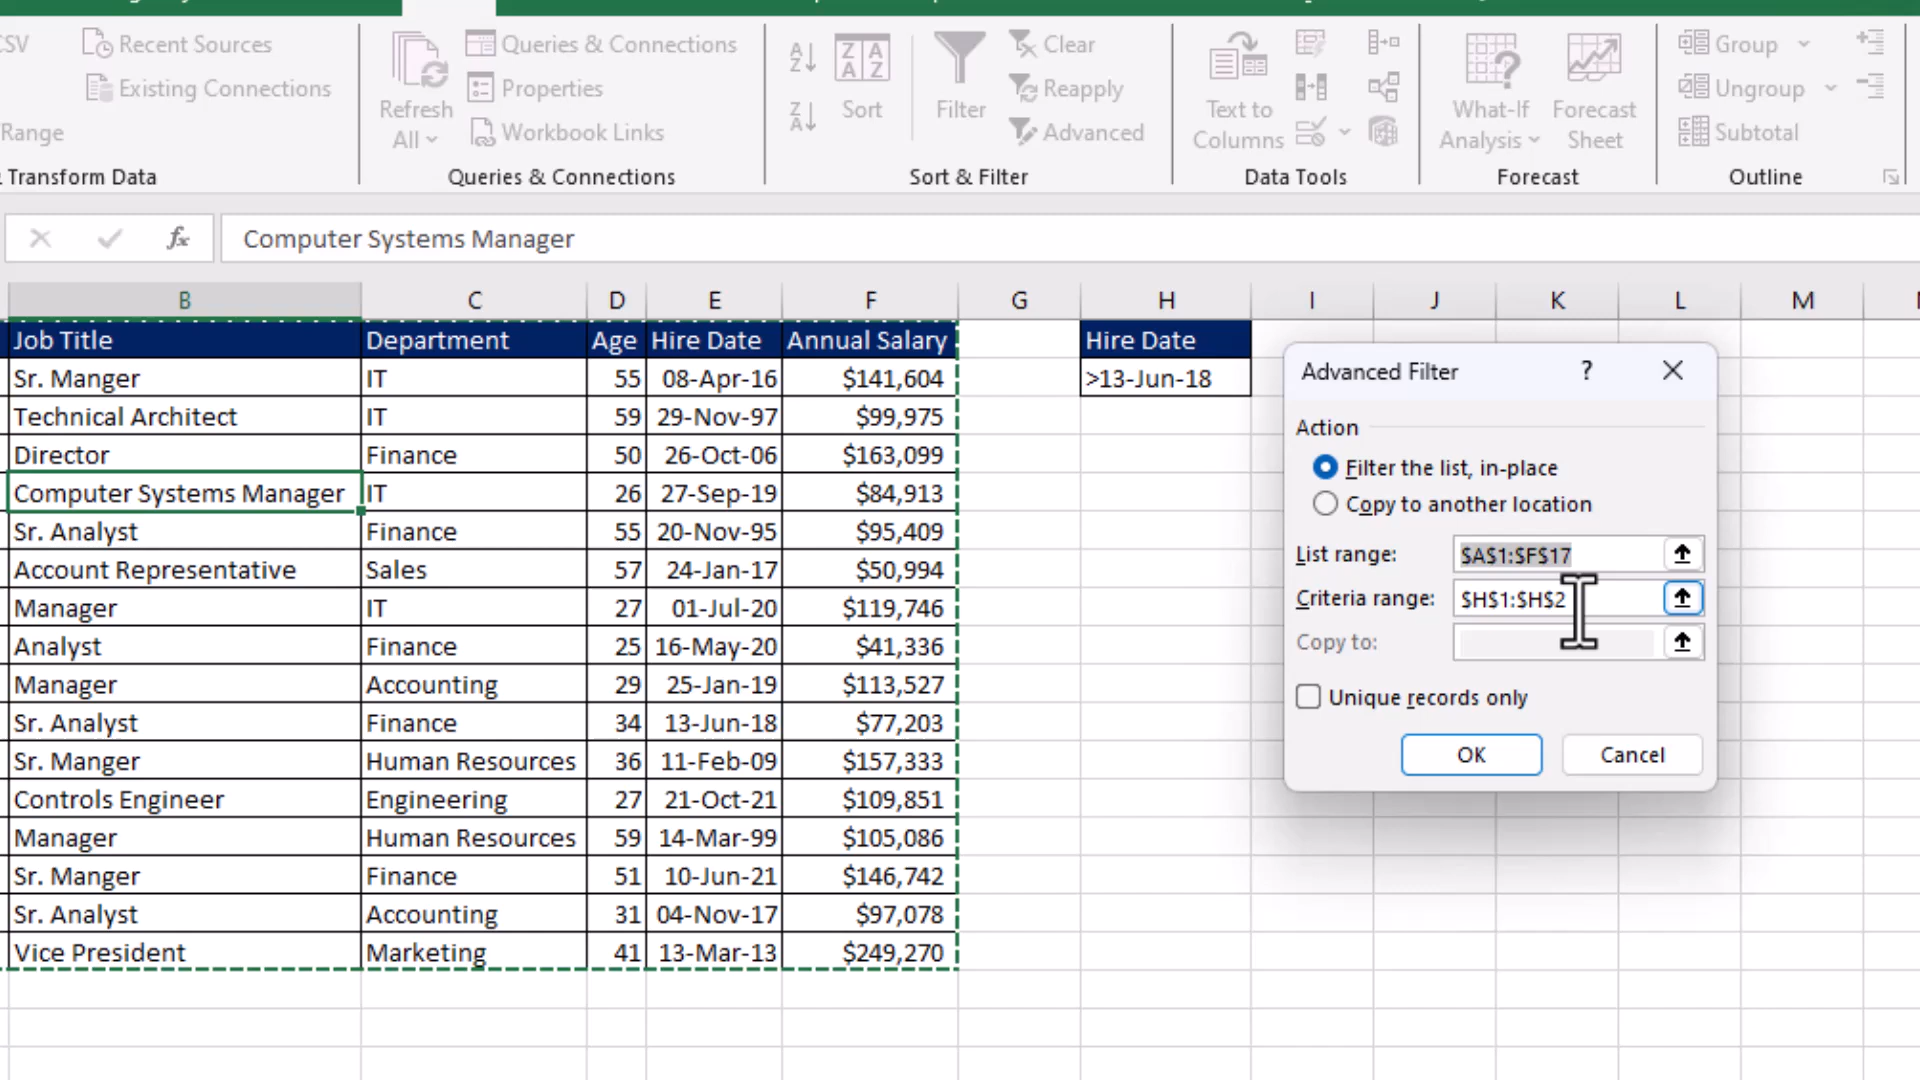 CSV
Recent Sources
Existing Connections
Range
Transform Data
Refresh
All
Queries & Connections
Properties
Workbook Links
Queries & Connections
Sort
Filter
Clear
Reapply
Advanced
Sort & Filter
Text to
Columns
Data Tools
What-If
Analysis
Forecast
Sheet
Forecast
Group
Ungroup
Subtotal
Outline
fx Computer Systems Manager
B C D E F G H I J K L M
Job Title Department Age Hire Date Annual Salary Hire Date
Sr. Manger IT 55 08-Apr-16 $141,604 >13-Jun-18
Technical Architect IT 59 29-Nov-97 $99,975
Director Finance 50 26-Oct-06 $163,099
Computer Systems Manager IT 26 27-Sep-19 $84,913
Sr. Analyst Finance 55 20-Nov-95 $95,409
Account Representative Sales 57 24-Jan-17 $50,994
Manager IT 27 01-Jul-20 $119,746
Analyst Finance 25 16-May-20 $41,336
Manager Accounting 29 25-Jan-19 $113,527
Sr. Analyst Finance 34 13-Jun-18 $77,203
Sr. Manger Human Resources 36 11-Feb-09 $157,333
Controls Engineer Engineering 27 21-Oct-21 $109,851
Manager Human Resources 59 14-Mar-99 $105,086
Sr. Manger Finance 51 10-Jun-21 $146,742
Sr. Analyst Accounting 31 04-Nov-17 $97,078
Vice President Marketing 41 13-Mar-13 $249,270
Advanced Filter ?
Action
Filter the list, in-place
Copy to another location
List range: $A$1:$F$17
Criteria range: $H$1:$H$2
Copy to:
Unique records only
OK Cancel